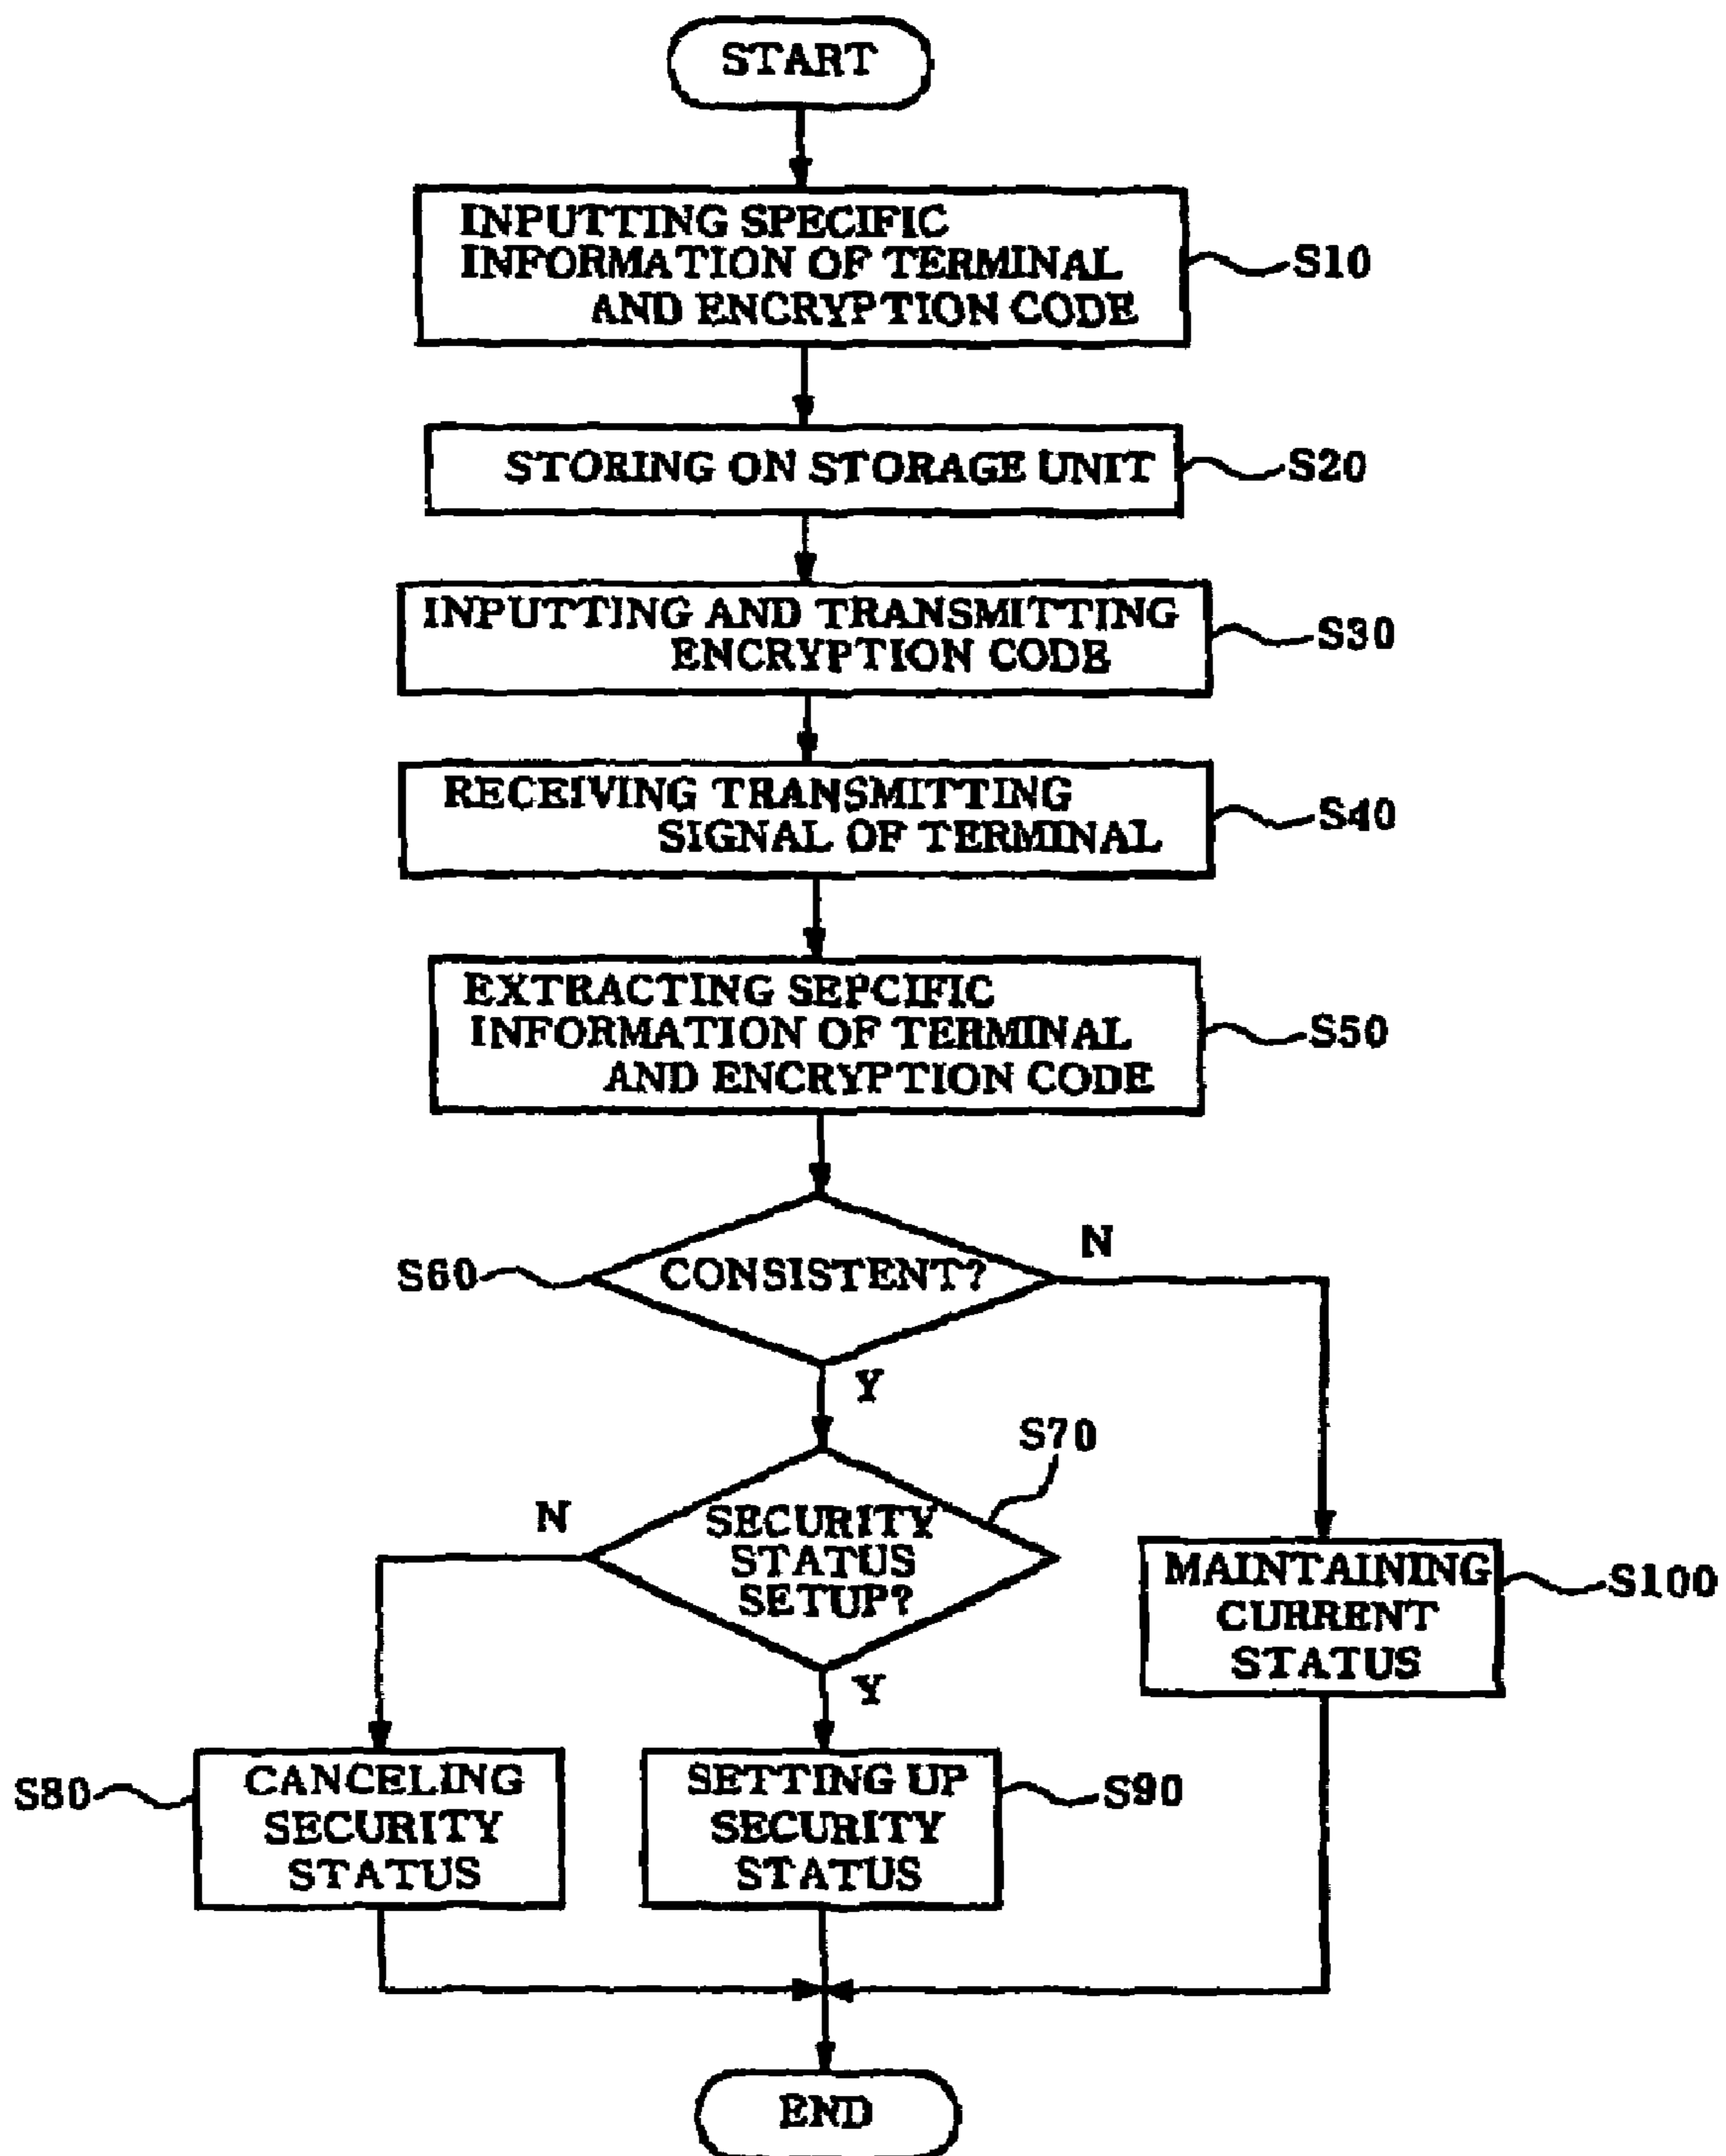 START
INPUTTING SPECIFIC
INFORMATION OF TERMINAL
AND ENCRYPTION CODE
S10
STORING ON STORAGE UNIT
S20
INPUTTING AND TRANSMITTING
ENCRYPTION CODE
S30
RECEIVING TRANSMITTING
SIGNAL OF TERMINAL
S40
EXTRACTING SEPCIFIC
INFORMATION OF TERMINAL
AND ENCRYPTION CODE
S50
S60
CONSISTENT?
N
Y
S70
N
SECURITY
STATUS
SETUP?
Y
MAINTAINING
CURRENT
STATUS
S100
S80
CANCELING
SECURITY
STATUS
SETTING UP
SECURITY
STATUS
S90
END